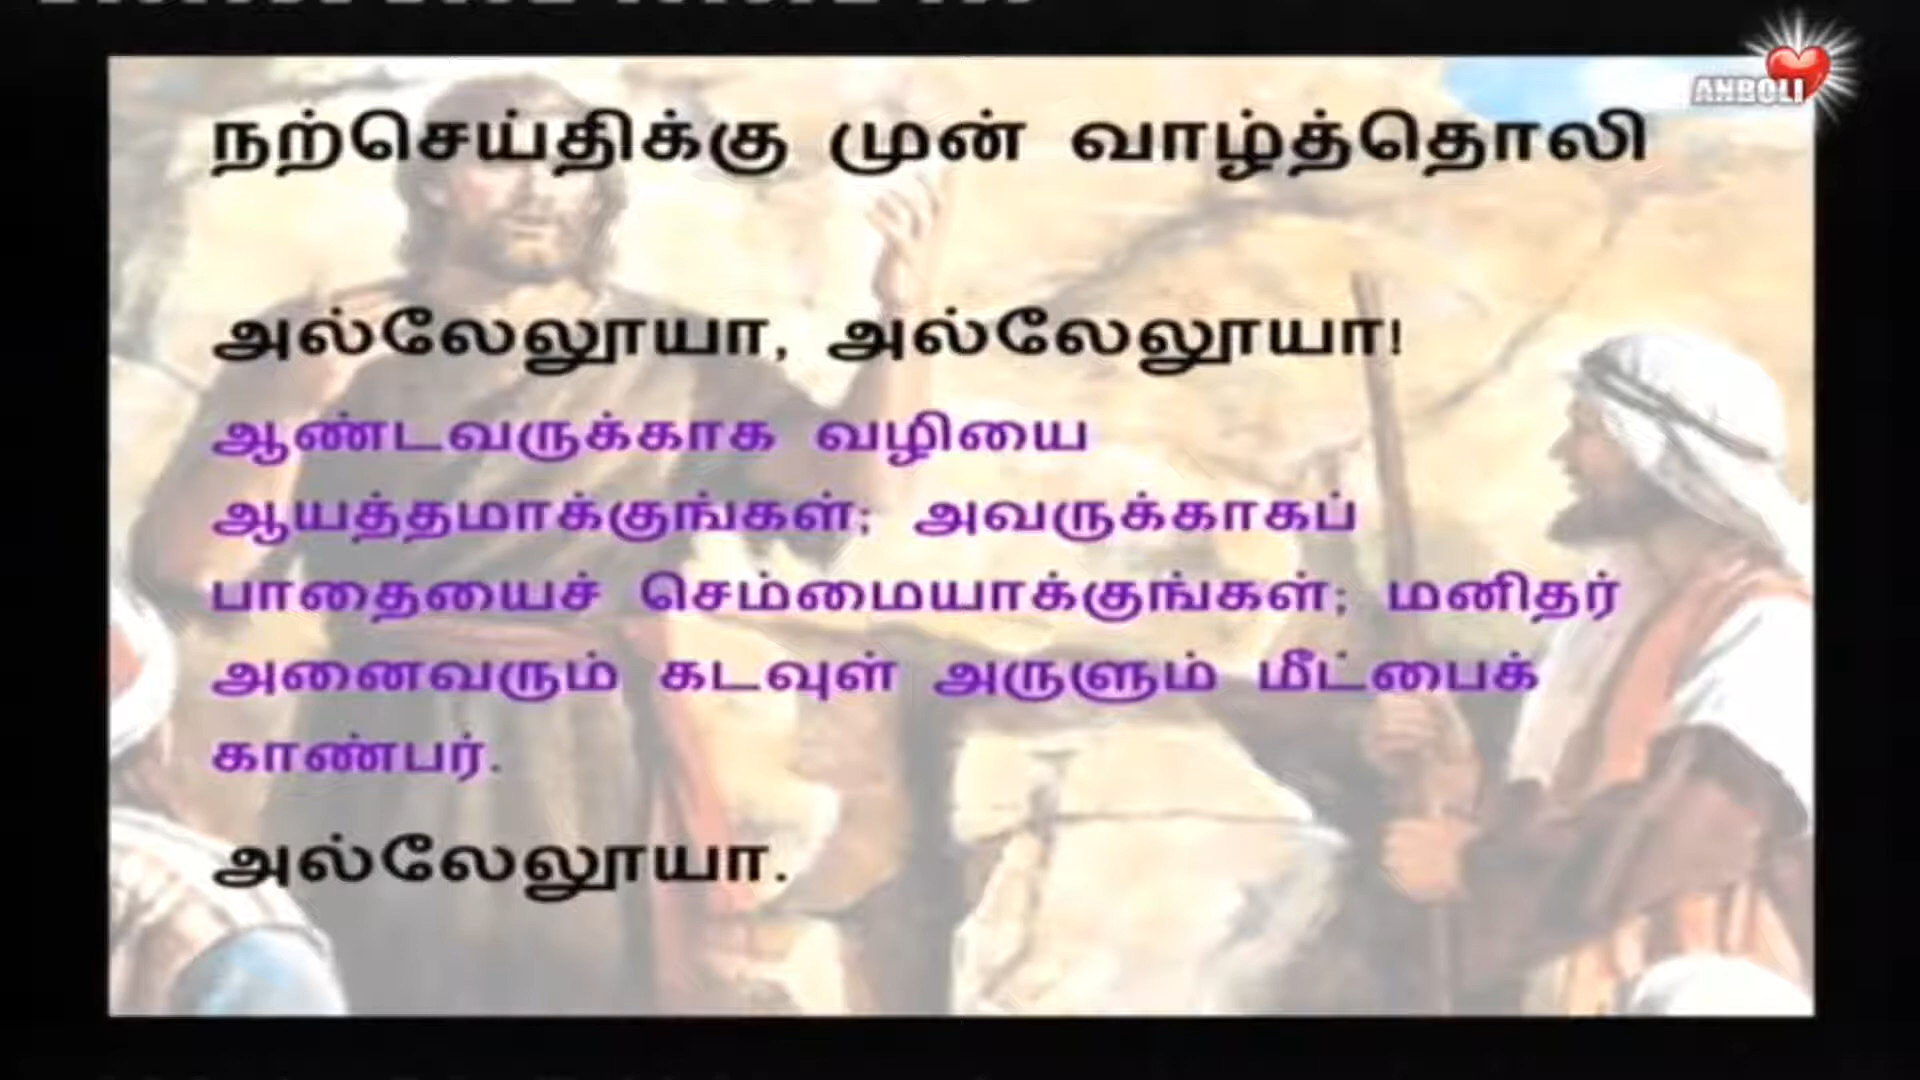 ANBOLI
நற்செய்திக்கு முன் வாழ்த்தொலி
அல்லேலூயா, அல்லேலூயா!
ஆண்டவருக்காக வழியை
ஆயத்தமாக்குங்கள்; அவருக்காகப்
பாதையைச் செம்மையாக்குங்கள்; மனிதர்
அனைவரும் கடவுள் அருளும் மீட்பைக்
காண்பர்.
அல்லேலூயா.